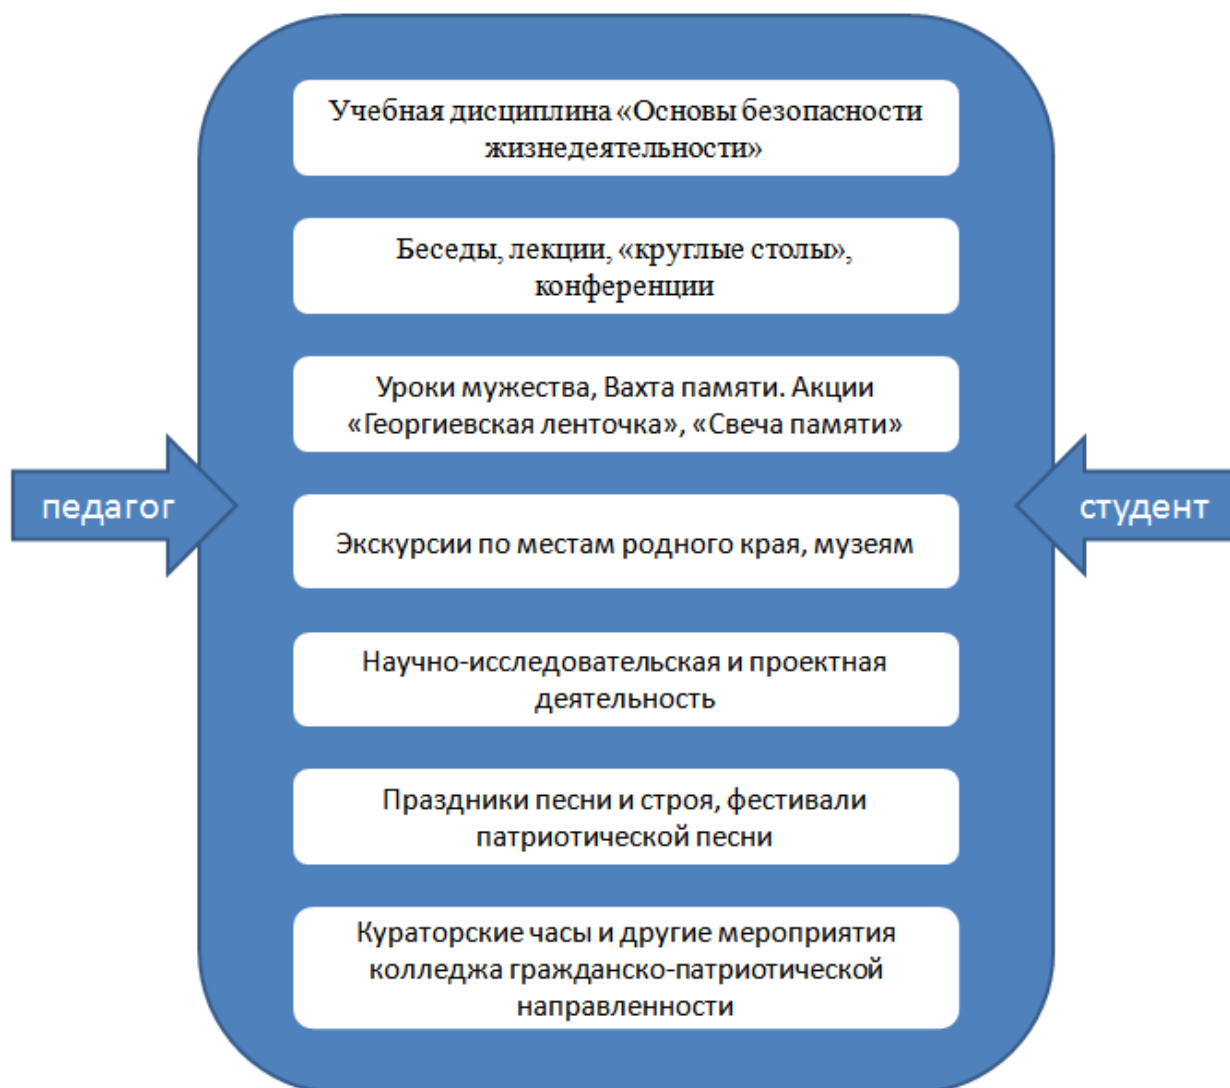 Учебная дисциплина «Основы безопасности
жизнедеятельности»
Беседы, лекции, «круглые столы»,
конференции
Уроки мужества, Вахта памяти. Акции
«Георгиевская ленточка», «Свеча памяти»
педагог
студент
Экскурсии по местам родного края, музеям
Научно-исследовательская и проектная
деятельность
Праздники песни и строя, фестивали
патриотической песни
Кураторские часы и другие мероприятия
колледжа гражданско-патриотической
направленности